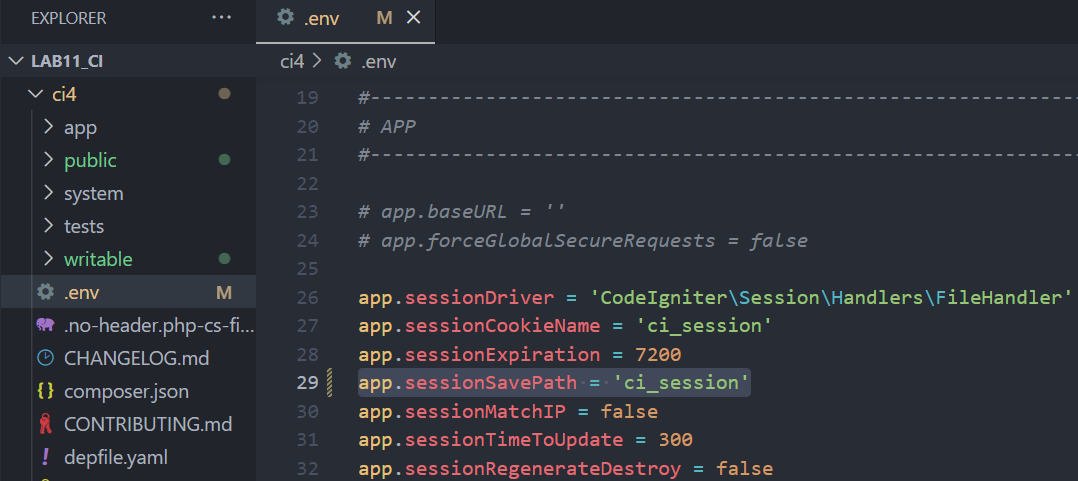 EXPLORER ...
LAB11_CI
ci4
app
public
system
tests
writable
.env M
.no-header.php-cs-fi...
CHANGELOG.md
composer.json
CONTRIBUTING.md
depfile.yaml
.env M
ci4 > .env
19 #---------------------------------------------------------------
20 # APP
21 #---------------------------------------------------------------
22
23 # app.baseURL = ''
24 # app.forceGlobalSecureRequests = false
25
26 app.sessionDriver = 'CodeIgniter\Session\Handlers\FileHandler'
27 app.sessionCookieName = 'ci_session'
28 app.sessionExpiration = 7200
29 app.sessionSavePath = 'ci_session'
30 app.sessionMatchIP = false
31 app.sessionTimeToUpdate = 300
32 app.sessionRegenerateDestroy = false